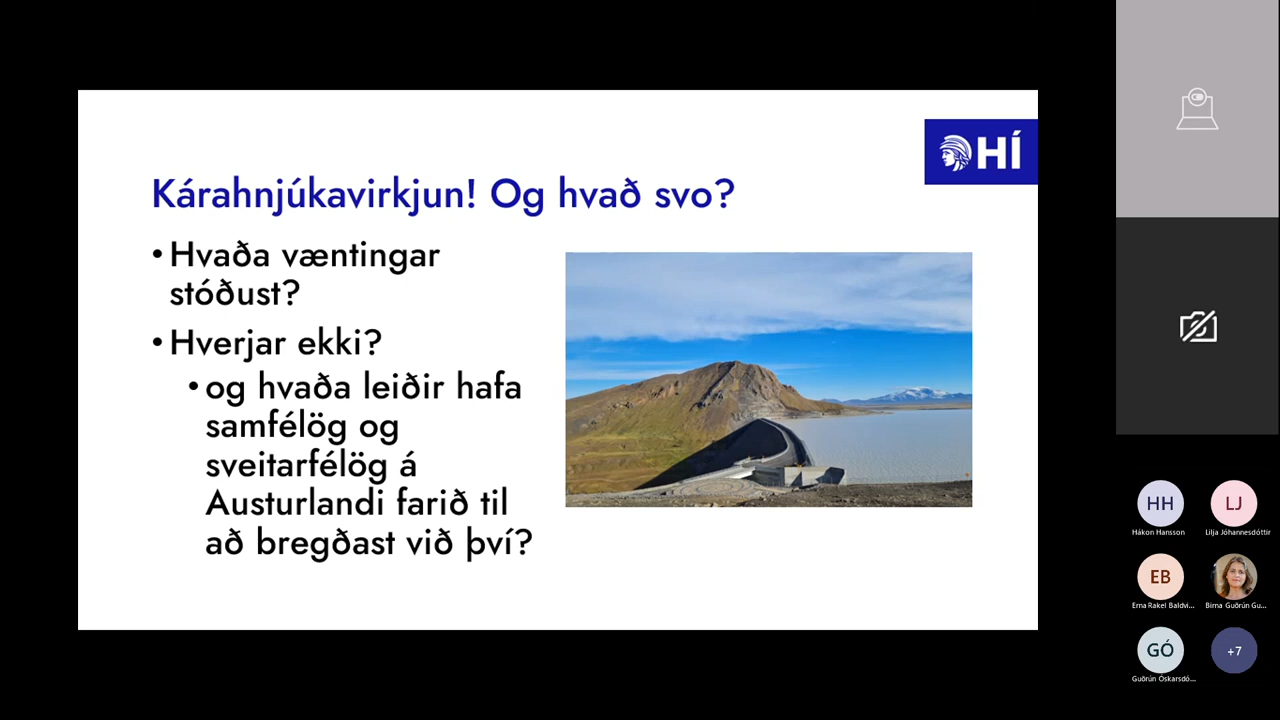 HÍ
Kárahnjúkavirkjun! Og hvað svo?
• Hvaða væntingar
stóðust?
• Hverjar ekki?
• og hvaða leiðir hafa
samfélög og
sveitarfélög á
Austurlandi farið til
að bregðast við því?
HH
LJ
Hákon Hansson
Lilja Jóhannesdóttir
EB
Erna Rakel Baldvi...
Birna Guðrún Gu...
GÓ
+7
Guðrún Óskarsdó...